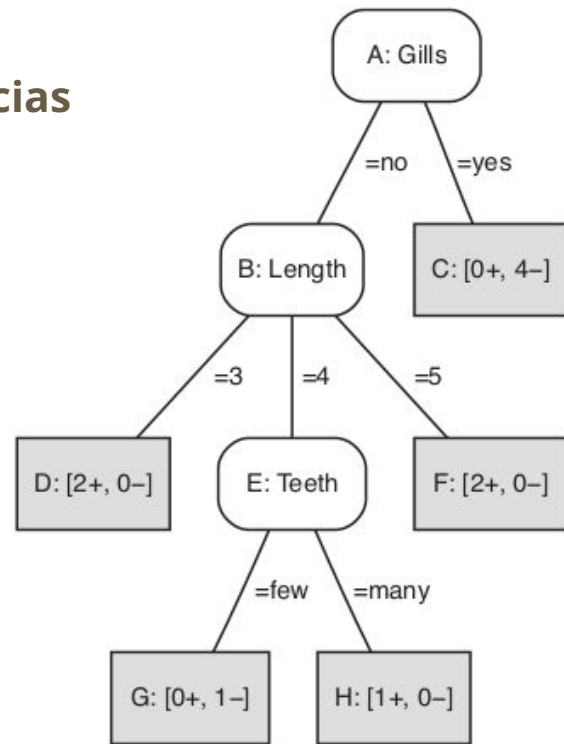 A: Gills
cias
=no
=yes
B: Length
C: [0+, 4–]
=3
=4
=5
D: [2+, 0–]
E: Teeth
F: [2+, 0–]
=few
=many
G: [0+, 1–]
H: [1+, 0–]